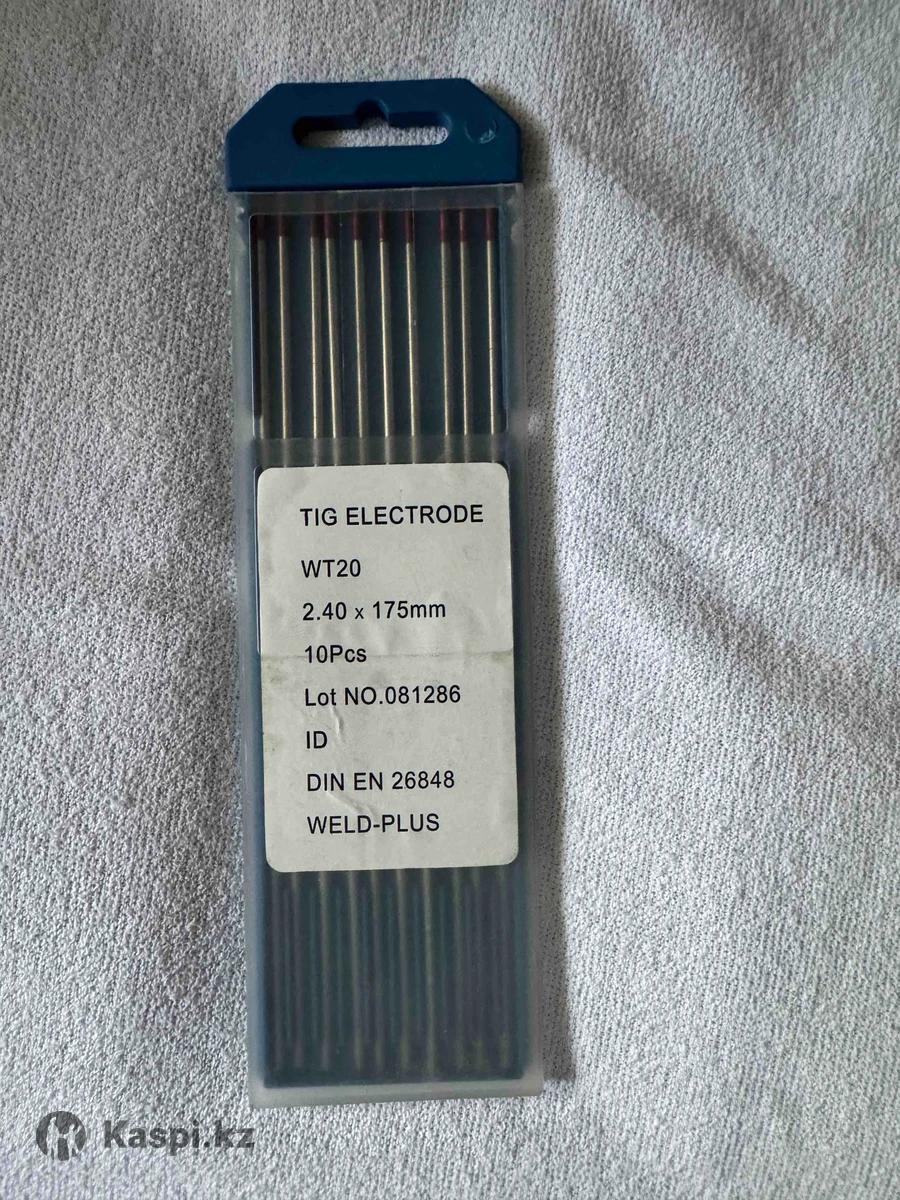 TIG ELECTRODE
WT20
2.40 x 175mm
10Pcs
Lot NO.081286
ID
DIN EN 26848
WELD-PLUS
Kaspi.kz